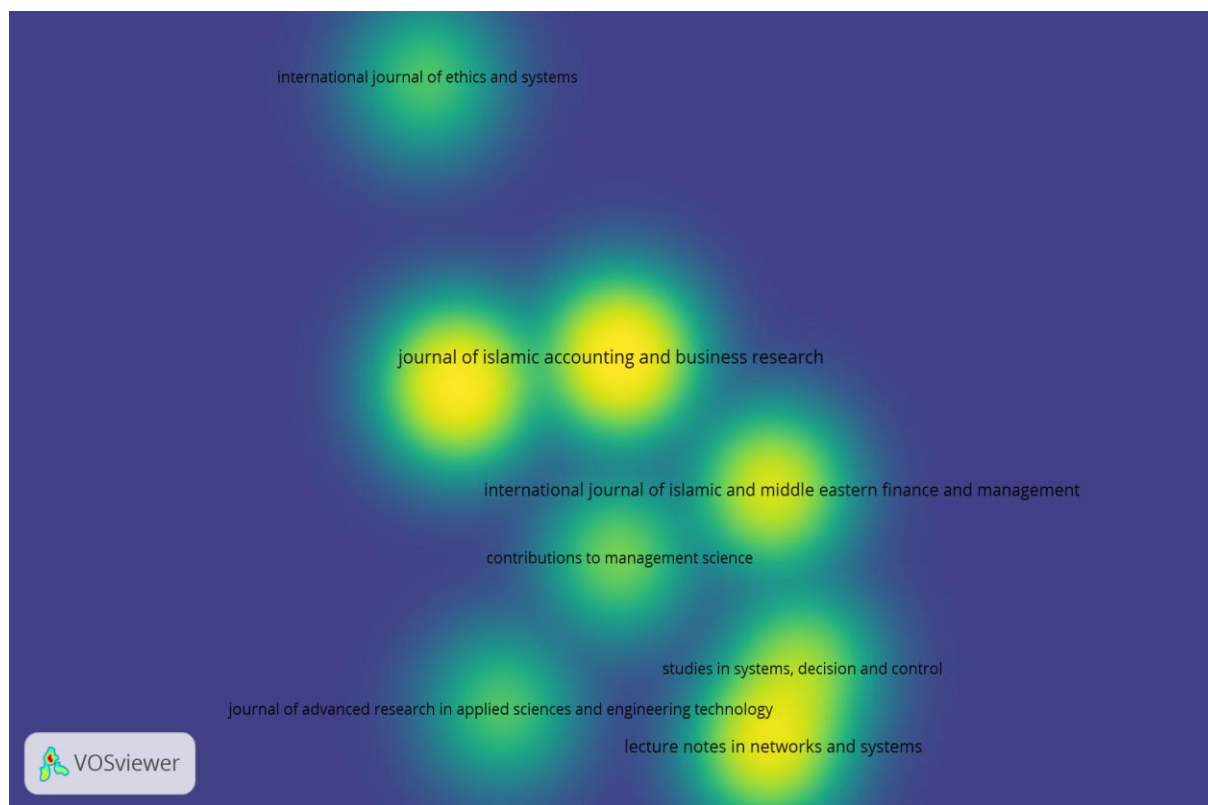 international journal of ethics and systems
journal of islamic accounting and business research
international journal of islamic and middle eastern finance and management
contributions to management science
studies in systems, decision and control
journal of advanced research in applied sciences and engineering technology
lecture notes in networks and systems
VOSviewer